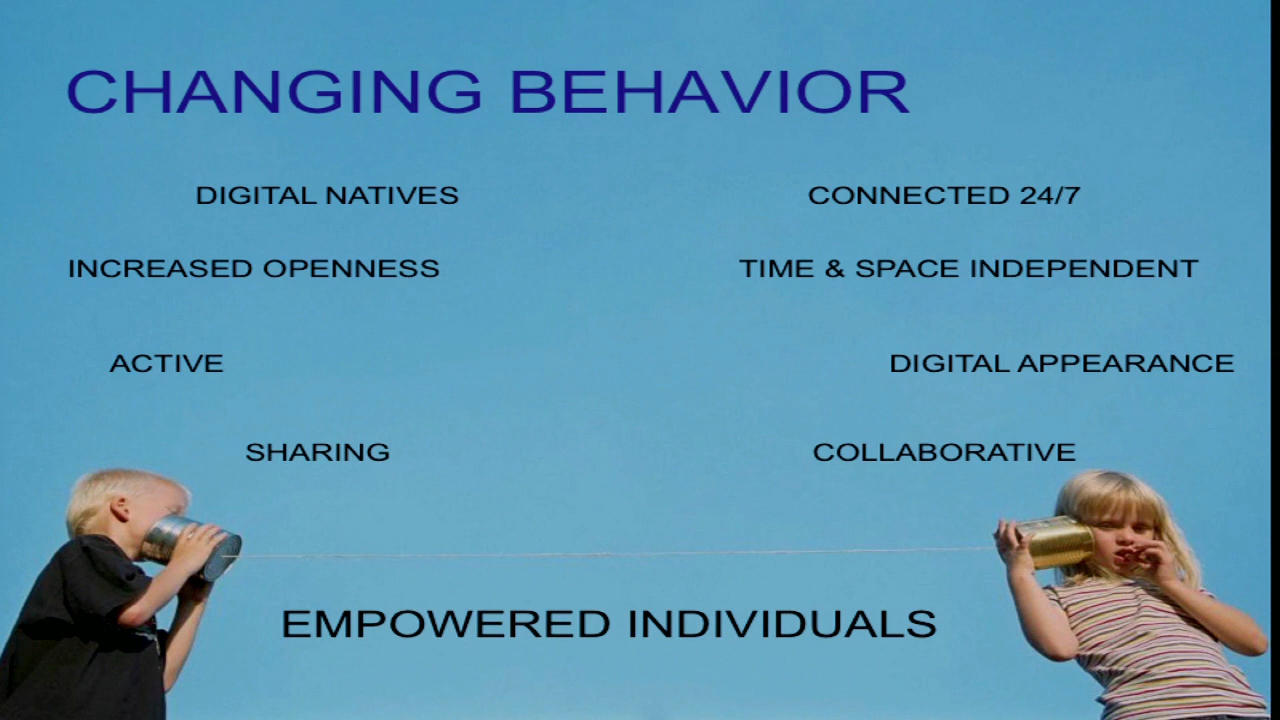 CHANGING BEHAVIOR
DIGITAL NATIVES
CONNECTED 24/7
INCREASED OPENNESS
TIME & SPACE INDEPENDENT
ACTIVE
DIGITAL APPEARANCE
SHARING
COLLABORATIVE
EMPOWERED INDIVIDUALS